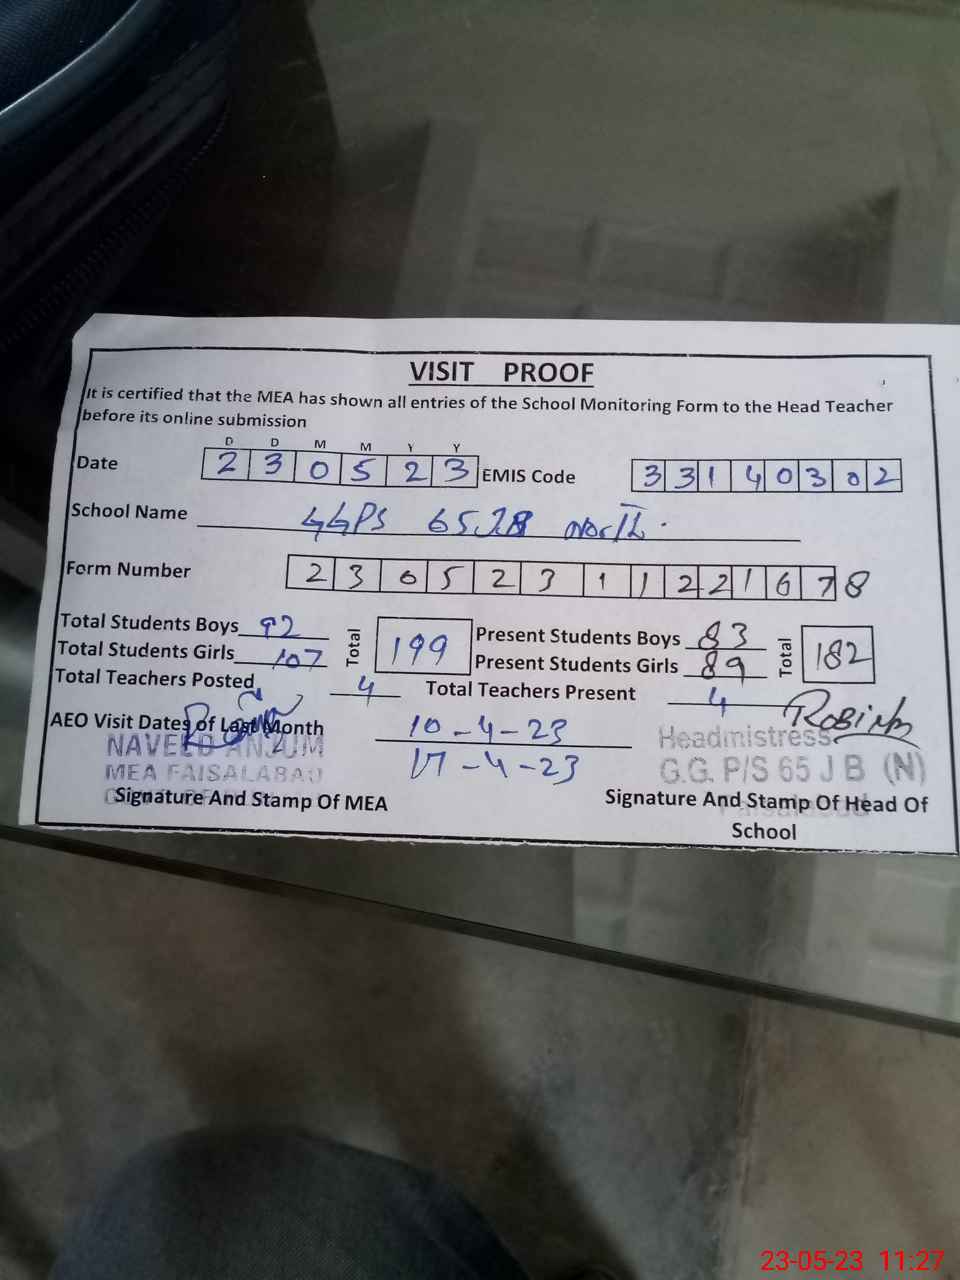 VISIT PROOF
It is certified that the MEA has shown all entries of the School Monitoring Form to the Head Teacher
before its online submission
D D M M Y Y
Date 2 3 0 5 2 3 EMIS Code 3 3 1 4 0 3 0 2
School Name GGPS 65JB North.
Form Number 2 3 0 5 2 3 1 1 2 2 1 6 7 8
Total Students Boys 92 Total 199 Present Students Boys 83 Total 182
Total Students Girls 107 Present Students Girls 89
Total Teachers Posted 4 Total Teachers Present 4
AEO Visit Dates of Last Month 10-4-23
17-4-23
NAVEED ANJUM
MEA FAISALABAD
Signature And Stamp Of MEA
Headmistress
G.G. P/S 65 J B (N)
Faisalabad
Signature And Stamp Of Head Of
School
23-05-23 11:27